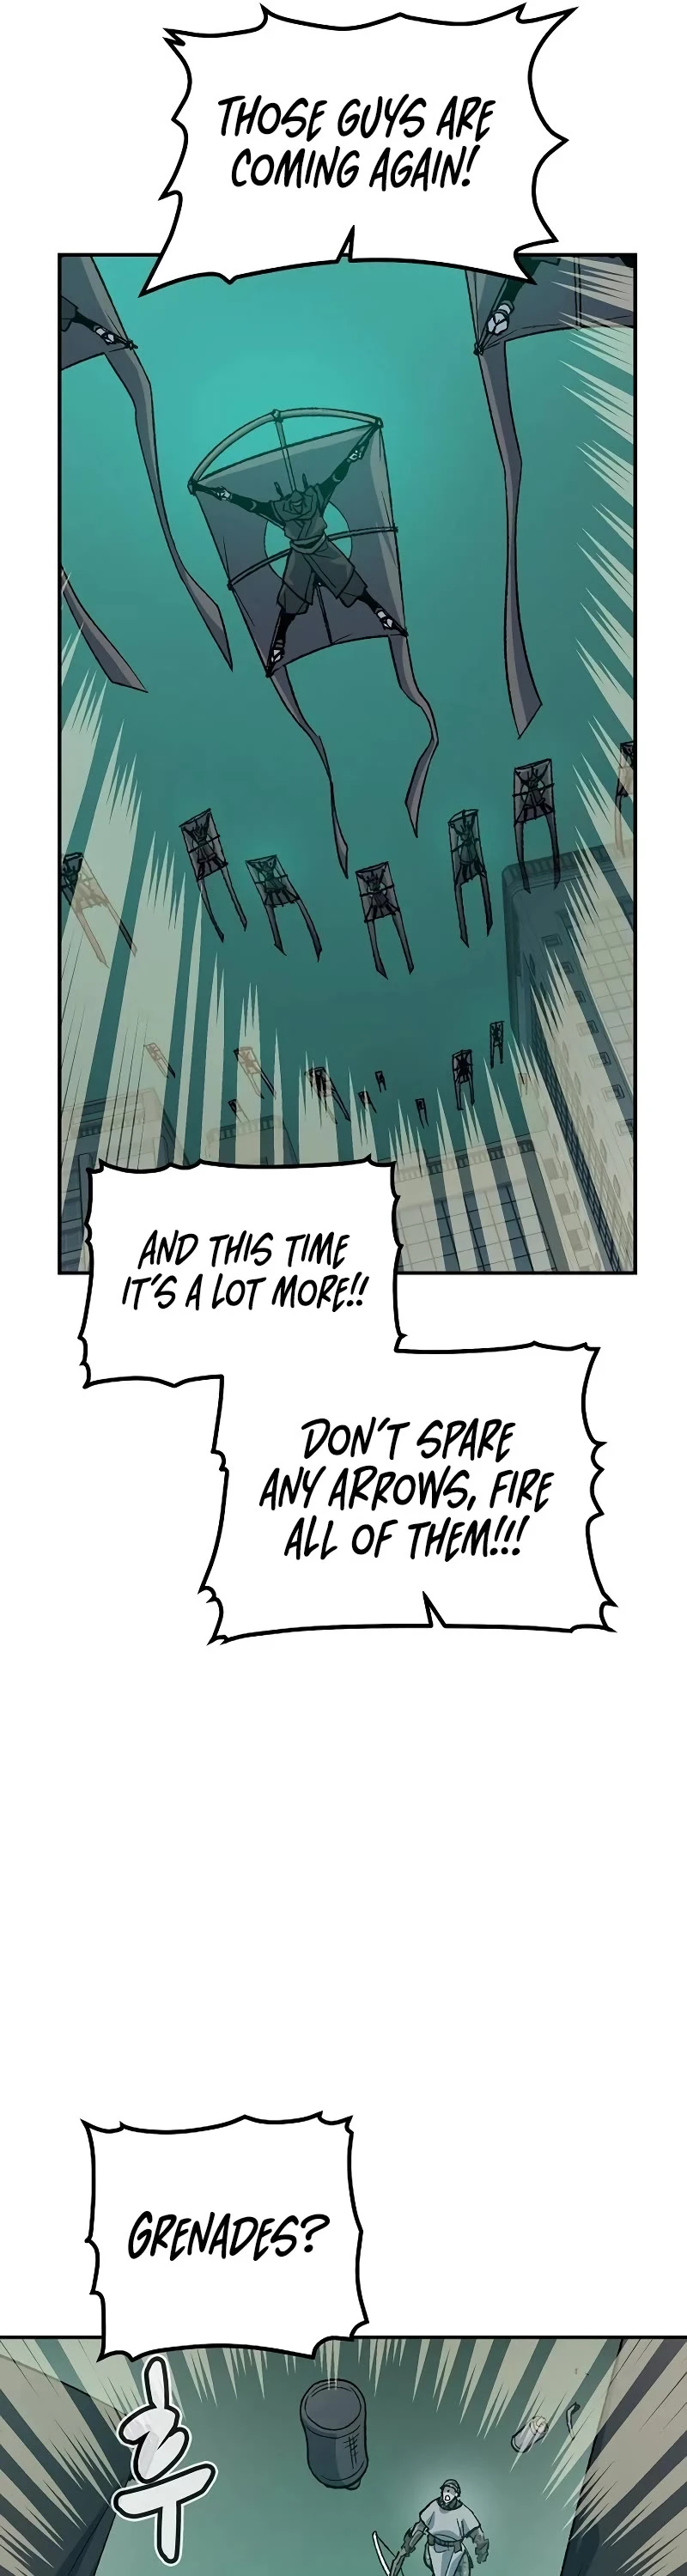 THOSE GUYS ARE
COMING AGAIN!
AND THIS TIME
IT'S A LOT MORE!!
DON'T SPARE
ANY ARROWS, FIRE
ALL OF THEM!!!
GRENADES?
후